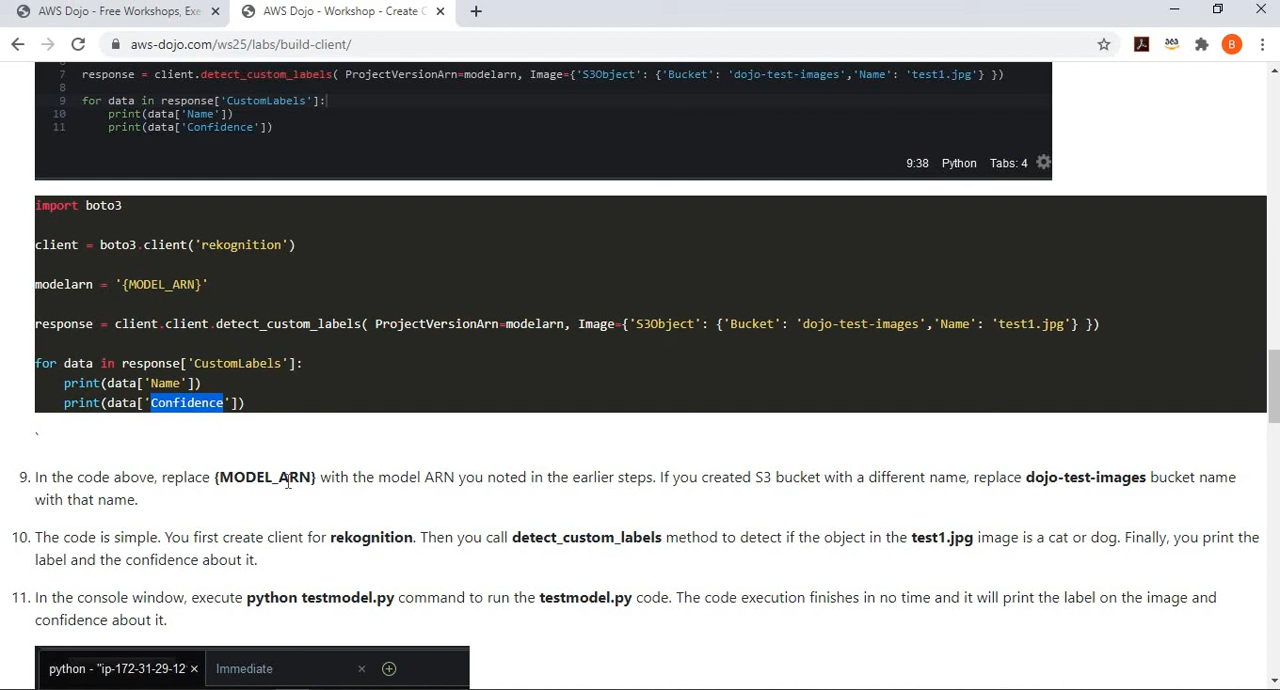 AWS Dojo - Free Workshops, Exe
AWS Dojo - Workshop - Create C
aws-dojo.com/ws25/labs/build-client/
B
7 response = client.detect_custom_labels( ProjectVersionArn=modelarn, Image={'S3Object': {'Bucket': 'dojo-test-images','Name': 'test1.jpg'} })
8
9 for data in response['CustomLabels']:
10 print(data['Name'])
11 print(data['Confidence'])
9:38 Python Tabs: 4
import boto3
client = boto3.client('rekognition')
modelarn = '{MODEL_ARN}'
response = client.client.detect_custom_labels( ProjectVersionArn=modelarn, Image={'S3Object': {'Bucket': 'dojo-test-images','Name': 'test1.jpg'} })
for data in response['CustomLabels']:
print(data['Name'])
print(data['Confidence'])
`
9. In the code above, replace {MODEL_ARN} with the model ARN you noted in the earlier steps. If you created S3 bucket with a different name, replace dojo-test-images bucket name
with that name.
10. The code is simple. You first create client for rekognition. Then you call detect_custom_labels method to detect if the object in the test1.jpg image is a cat or dog. Finally, you print the
label and the confidence about it.
11. In the console window, execute python testmodel.py command to run the testmodel.py code. The code execution finishes in no time and it will print the label on the image and
confidence about it.
python - "ip-172-31-29-12
Immediate